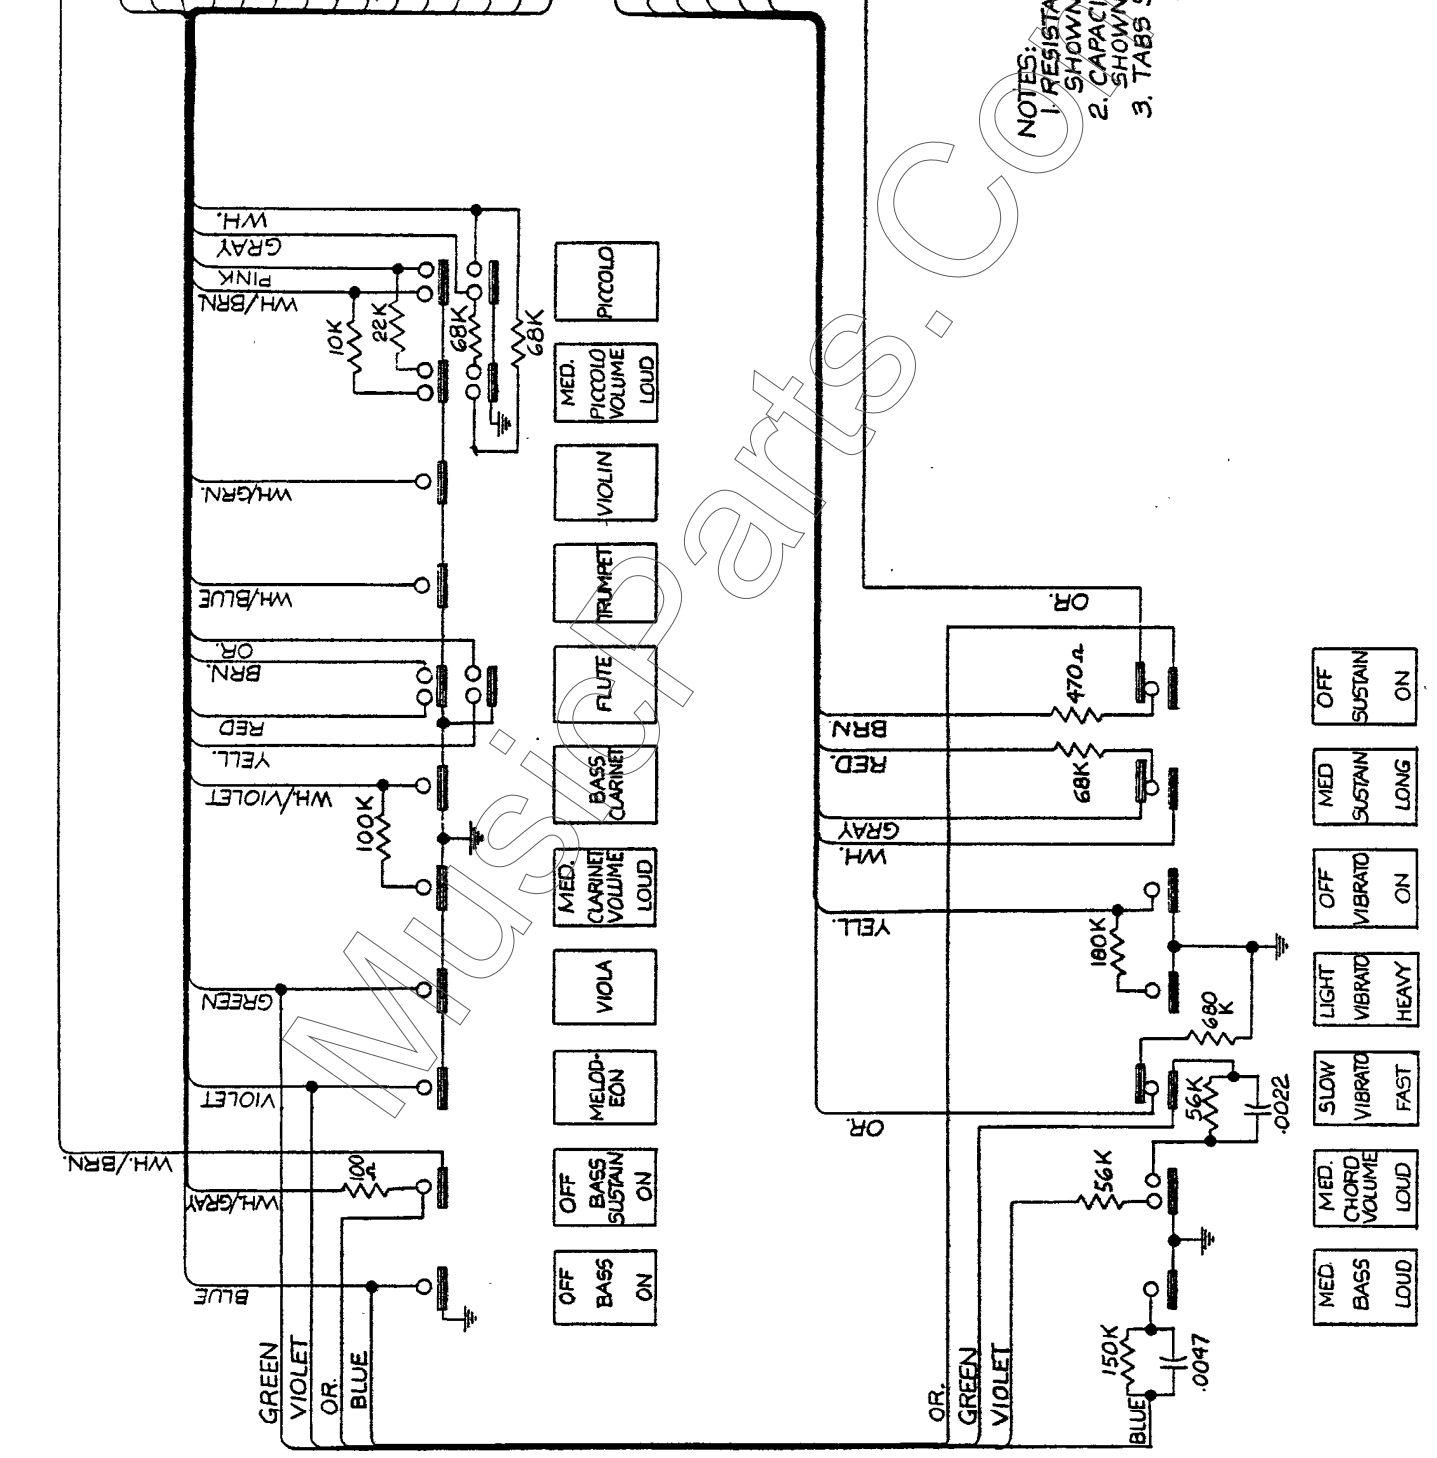 NOTES:
1. RESISTA
SHOWN
2. CAPACI
SHOWN
3. TABS S
WH.
GRAY
PINK
WH/BRN
10K
22K
68K
68K
WH/GRN.
WH/BLUE
OR.
BRN.
RED
YELL.
WH/VIOLET
100K
GREEN
VIOLET
WH./BRN.
WH/GRAY
100
Ω
BLUE
GREEN
VIOLET
OR.
BLUE
PICCOLO
MED.
PICCOLO
VOLUME
LOUD
VIOLIN
TRUMPET
FLUTE
BASS
CLARINET
MED.
CLARINET
VOLUME
LOUD
VIOLA
MELOD-
EON
OFF
BASS
SUSTAIN
ON
OFF
BASS
ON
OR.
470Ω
BRN.
RED.
68K
GRAY
WH.
YELL.
180K
680
K
OR.
56K
.0022
56K
OR.
GREEN
VIOLET
150K
.0047
BLUE
OFF
SUSTAIN
ON
MED
SUSTAIN
LONG
OFF
VIBRATO
ON
LIGHT
VIBRATO
HEAVY
SLOW
VIBRATO
FAST
MED.
CHORD
VOLUME
LOUD
MED.
BASS
LOUD
Musicparts.Co